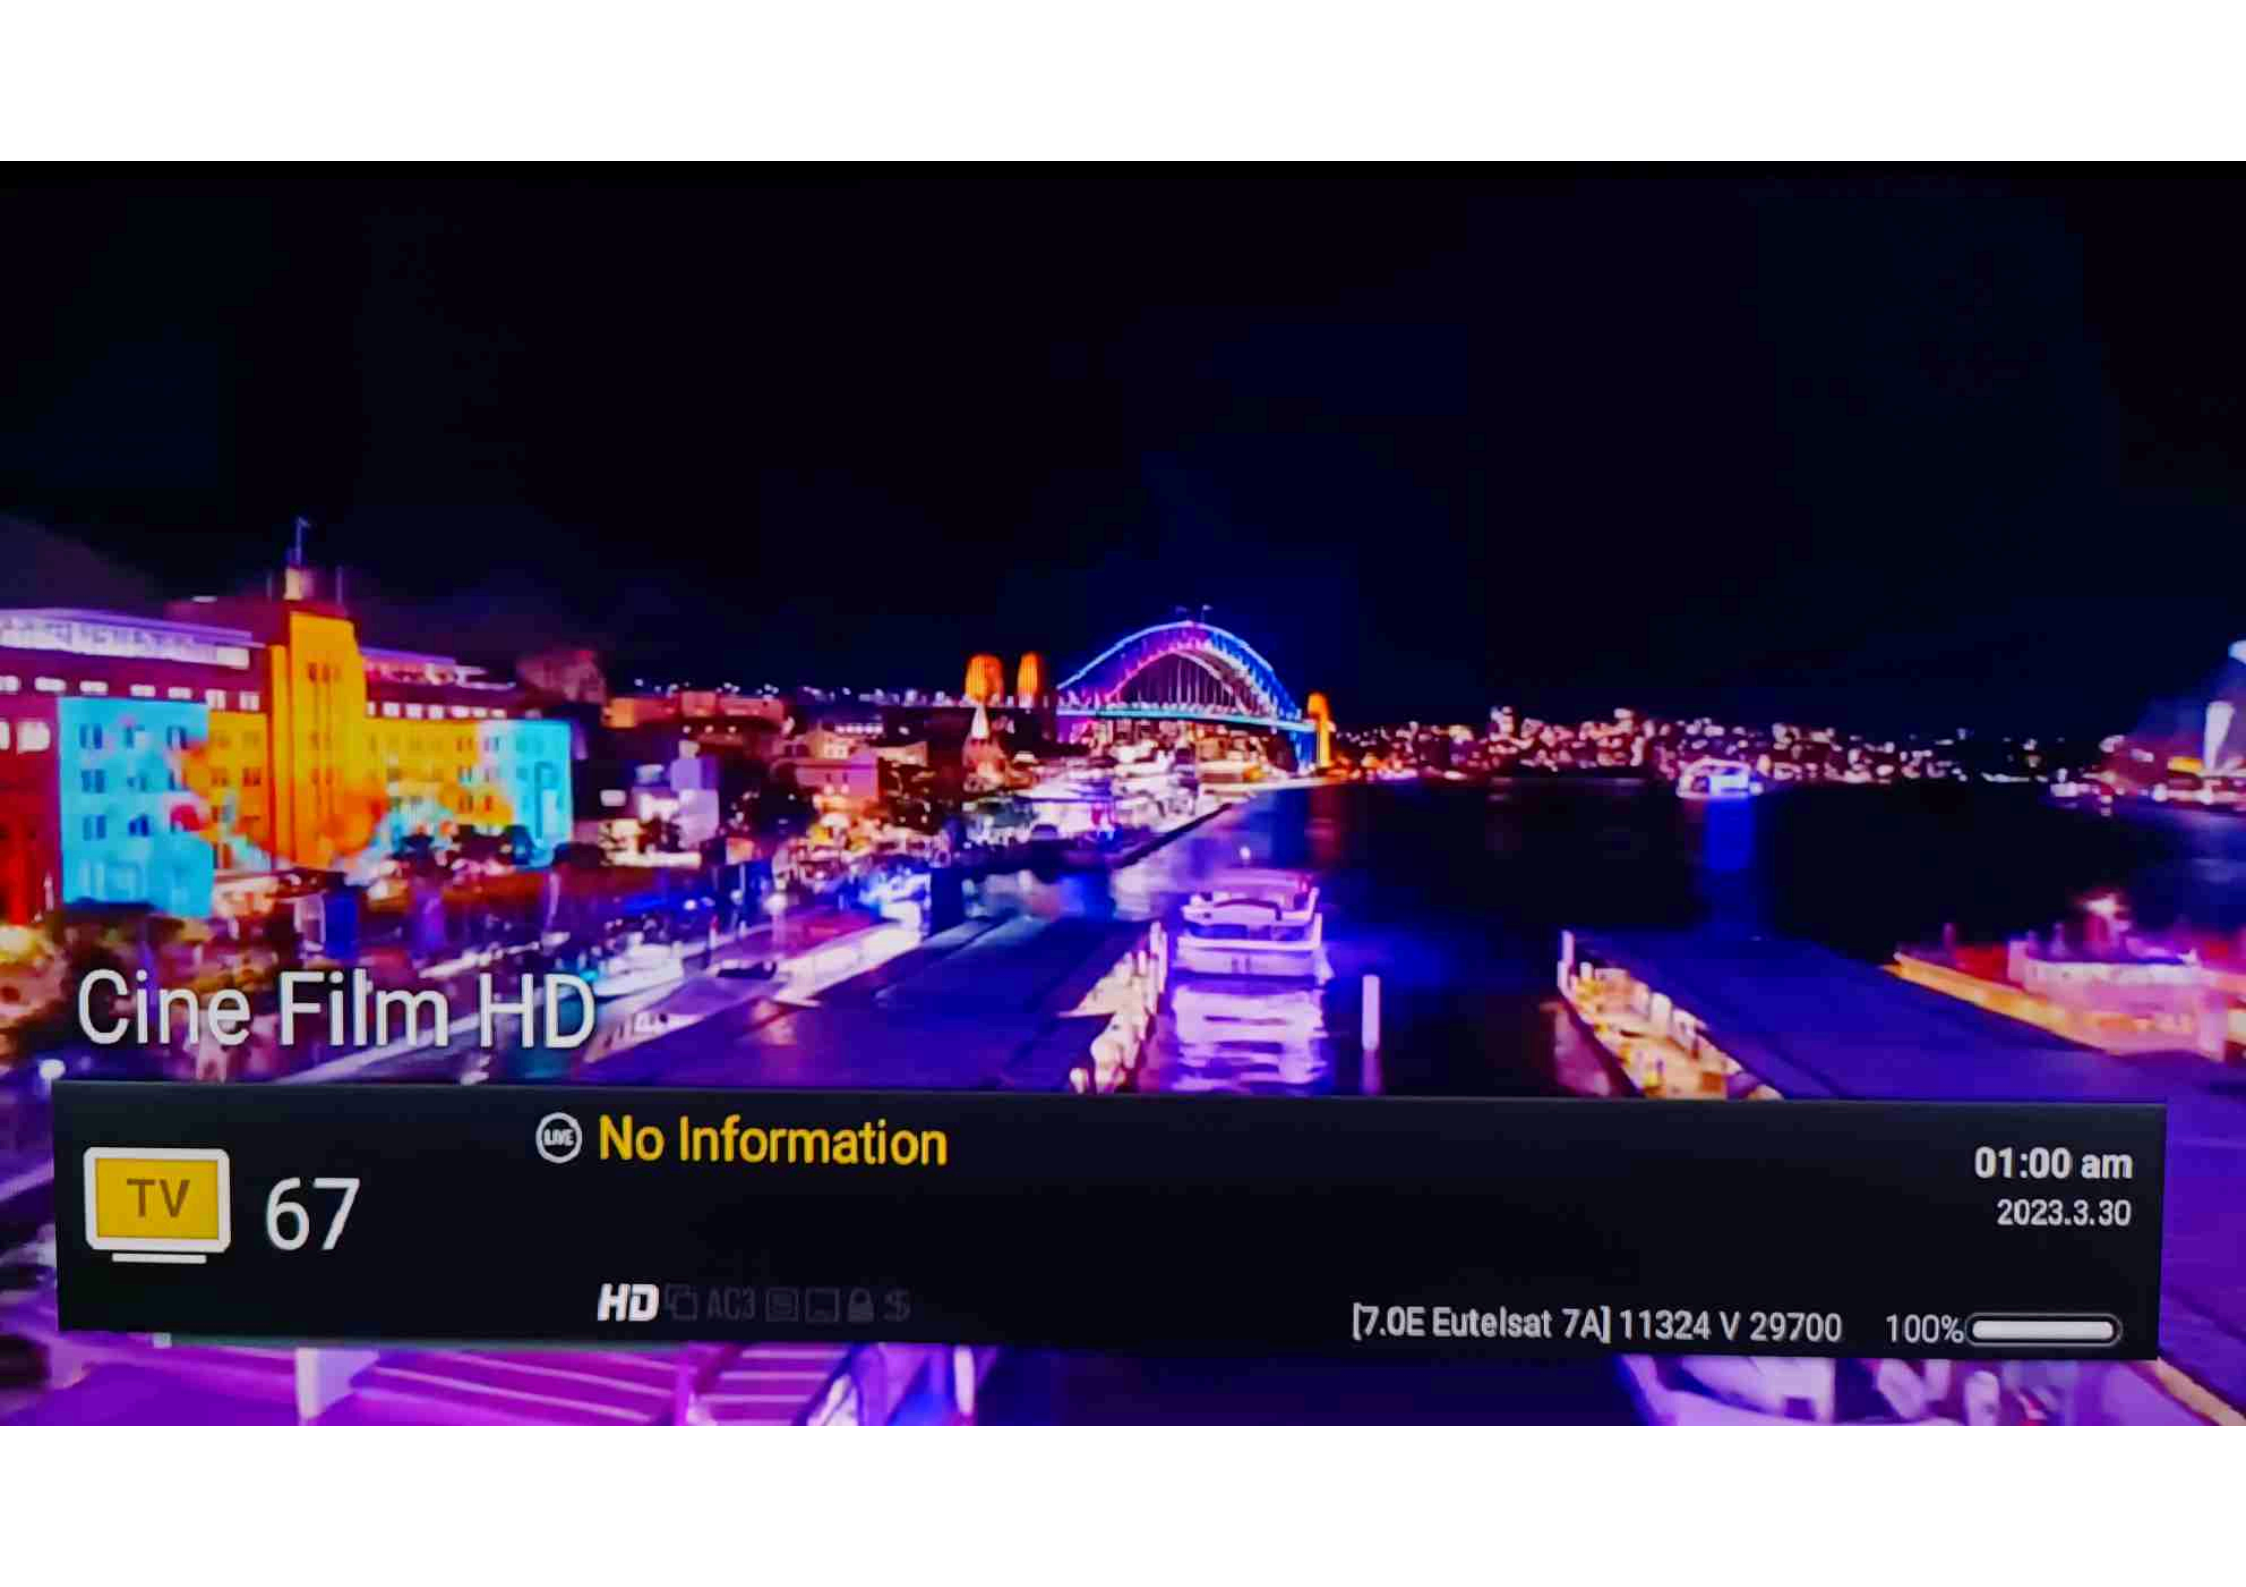 Cine Film HD
LIVE No Information
TV 67
01:00 am
2023.3.30
HD AC3 $
[7.0E Eutelsat 7A] 11324 V 29700 100%